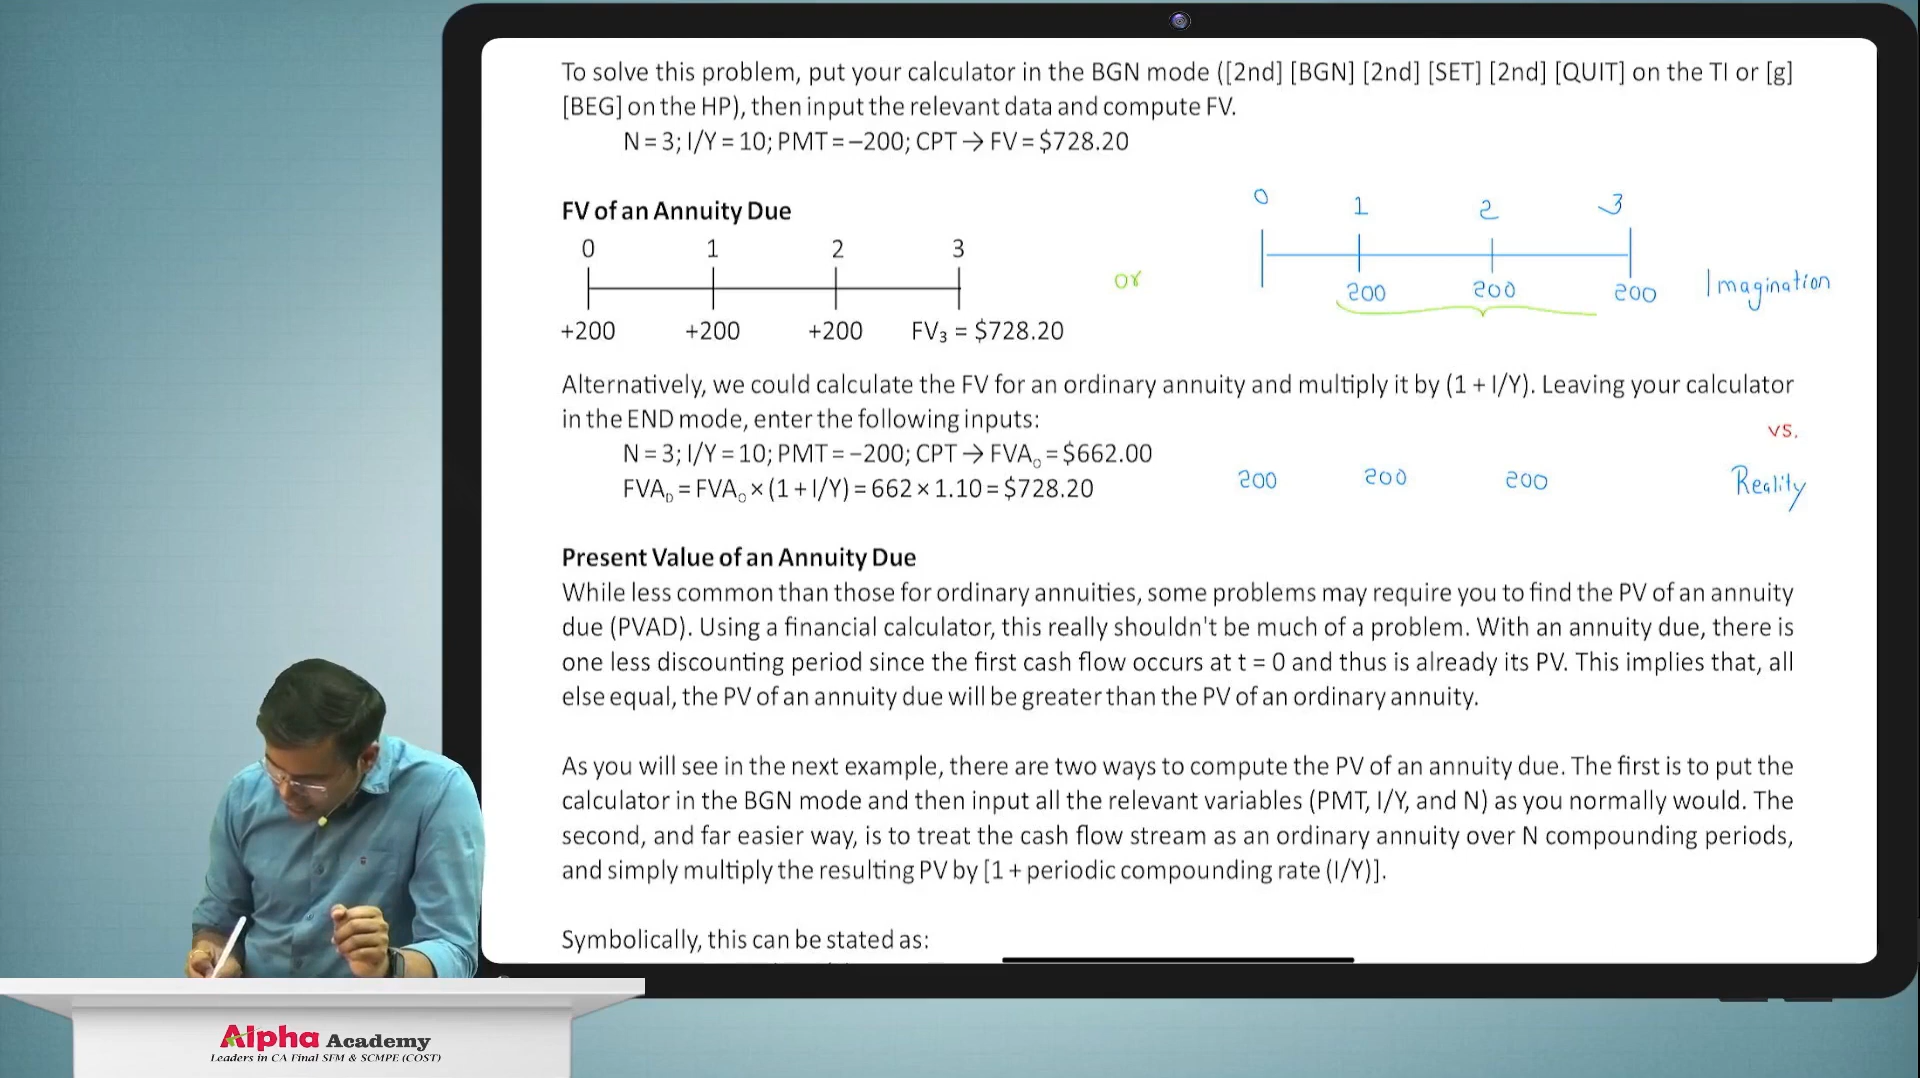 To solve this problem, put your calculator in the BGN mode ([2nd] [BGN] [2nd] [SET] [2nd] [QUIT] on the TI or [g]
[BEG] on the HP), then input the relevant data and compute FV.
N = 3; I/Y = 10; PMT = −200; CPT → FV = $728.20
FV of an Annuity Due
0 1 2 3
+200 +200 +200 FV₃ = $728.20
or
0 1 2 3
200 200 200 Imagination
Alternatively, we could calculate the FV for an ordinary annuity and multiply it by (1 + I/Y). Leaving your calculator
in the END mode, enter the following inputs:
vs.
N = 3; I/Y = 10; PMT = −200; CPT → FVAₒ = $662.00
FVA_D = FVAₒ × (1 + I/Y) = 662 × 1.10 = $728.20
200 200 200 Reality
Present Value of an Annuity Due
While less common than those for ordinary annuities, some problems may require you to find the PV of an annuity
due (PVAD). Using a financial calculator, this really shouldn't be much of a problem. With an annuity due, there is
one less discounting period since the first cash flow occurs at t = 0 and thus is already its PV. This implies that, all
else equal, the PV of an annuity due will be greater than the PV of an ordinary annuity.
As you will see in the next example, there are two ways to compute the PV of an annuity due. The first is to put the
calculator in the BGN mode and then input all the relevant variables (PMT, I/Y, and N) as you normally would. The
second, and far easier way, is to treat the cash flow stream as an ordinary annuity over N compounding periods,
and simply multiply the resulting PV by [1 + periodic compounding rate (I/Y)].
Symbolically, this can be stated as:
Alpha Academy
Leaders in CA Final SFM & SCMPE (COST)